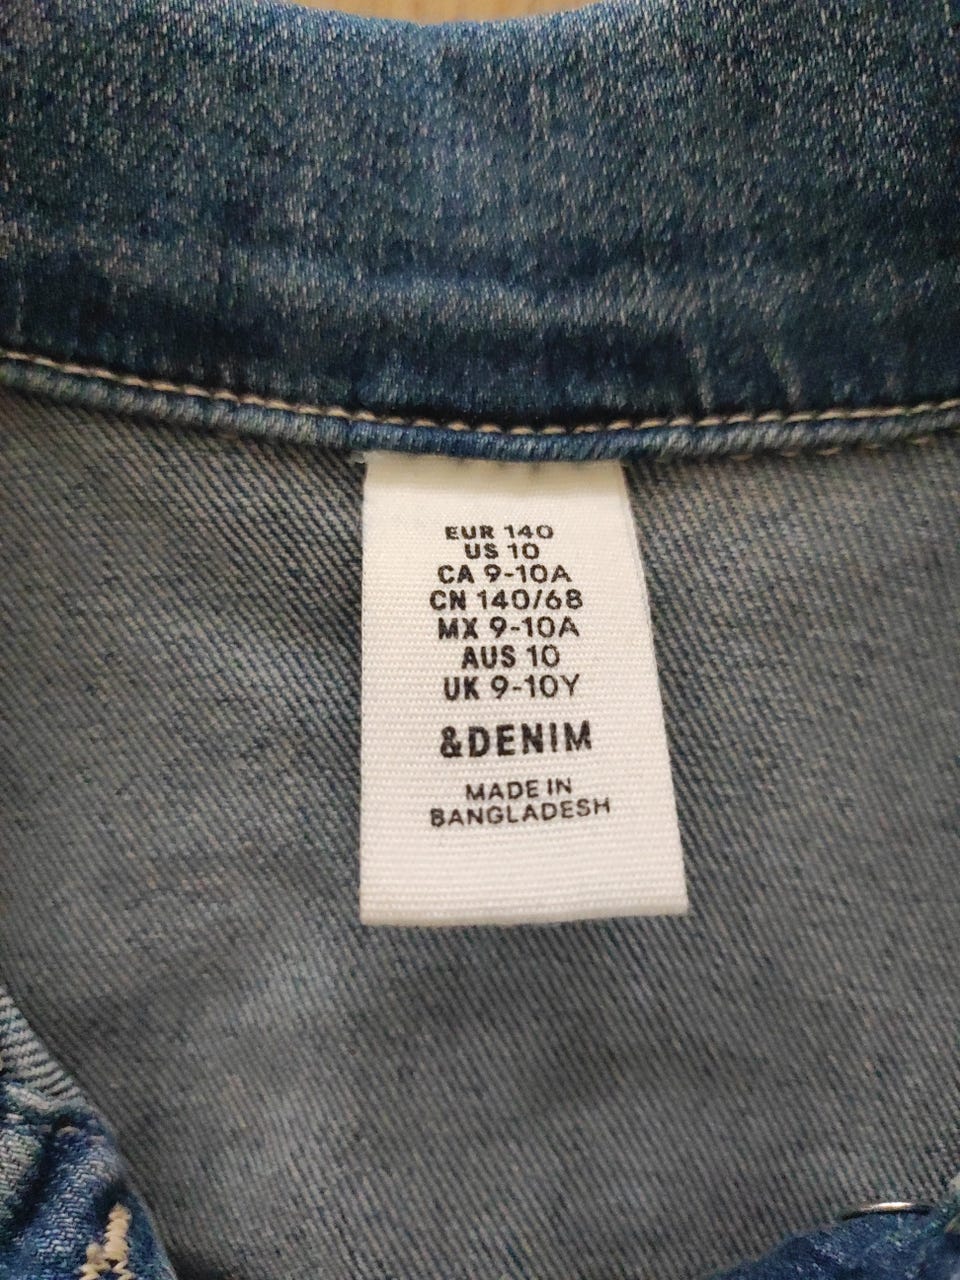 EUR 140
US 10
CA 9-10A
CN 140/68
MX 9-10A
AUS 10
UK 9-10Y
&DENIM
MADE IN
BANGLADESH